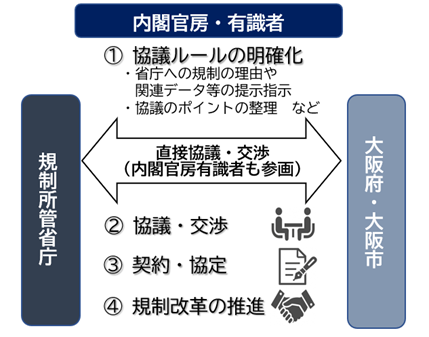 内閣官房・有識者
① 協議ルールの明確化
・省庁への規制の理由や
関連データ等の提示指示
・協議のポイントの整理　など
規制所管省庁
直接協議・交渉
（内閣官房有識者も参画）
大阪府・大阪市
② 協議・交渉
③ 契約・協定
④ 規制改革の推進